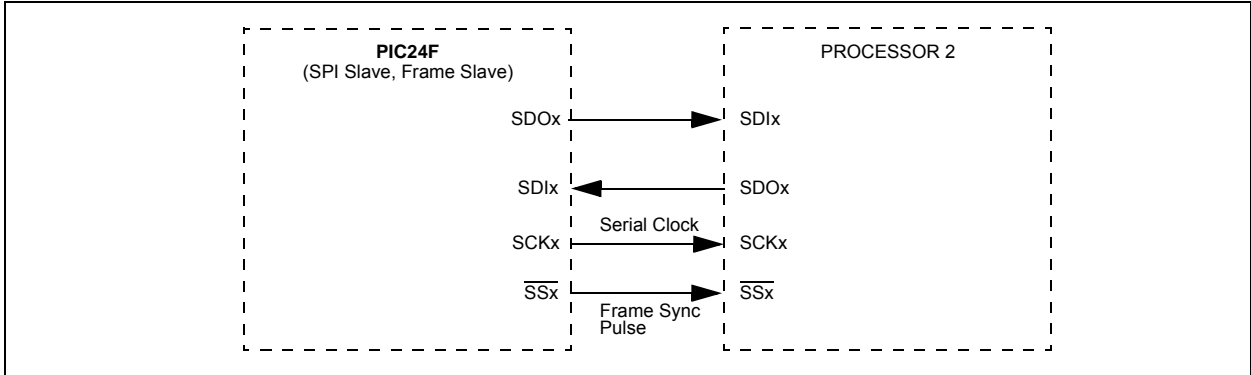 PIC24F
(SPI Slave, Frame Slave)
PROCESSOR 2
SDOx
SDIx
SDIx
SDOx
Serial Clock
SCKx
SCKx
SSx
SSx
Frame Sync
Pulse